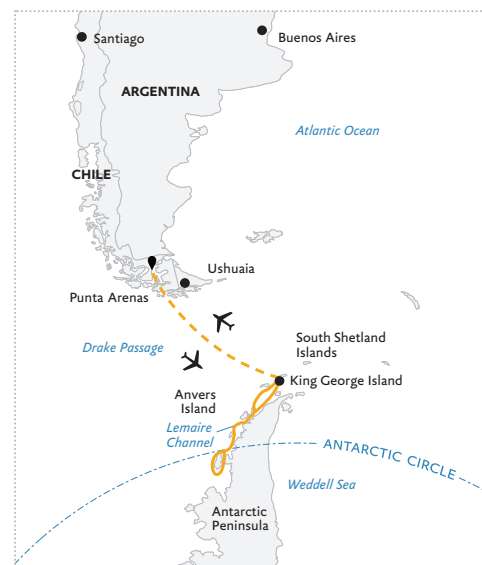 Santiago
Buenos Aires
ARGENTINA
Atlantic Ocean
CHILE
Ushuaia
Punta Arenas
South Shetland
Islands
Drake Passage
King George Island
Anvers
Island
Lemaire
Channel
ANTARCTIC CIRCLE
Weddell Sea
Antarctic
Peninsula